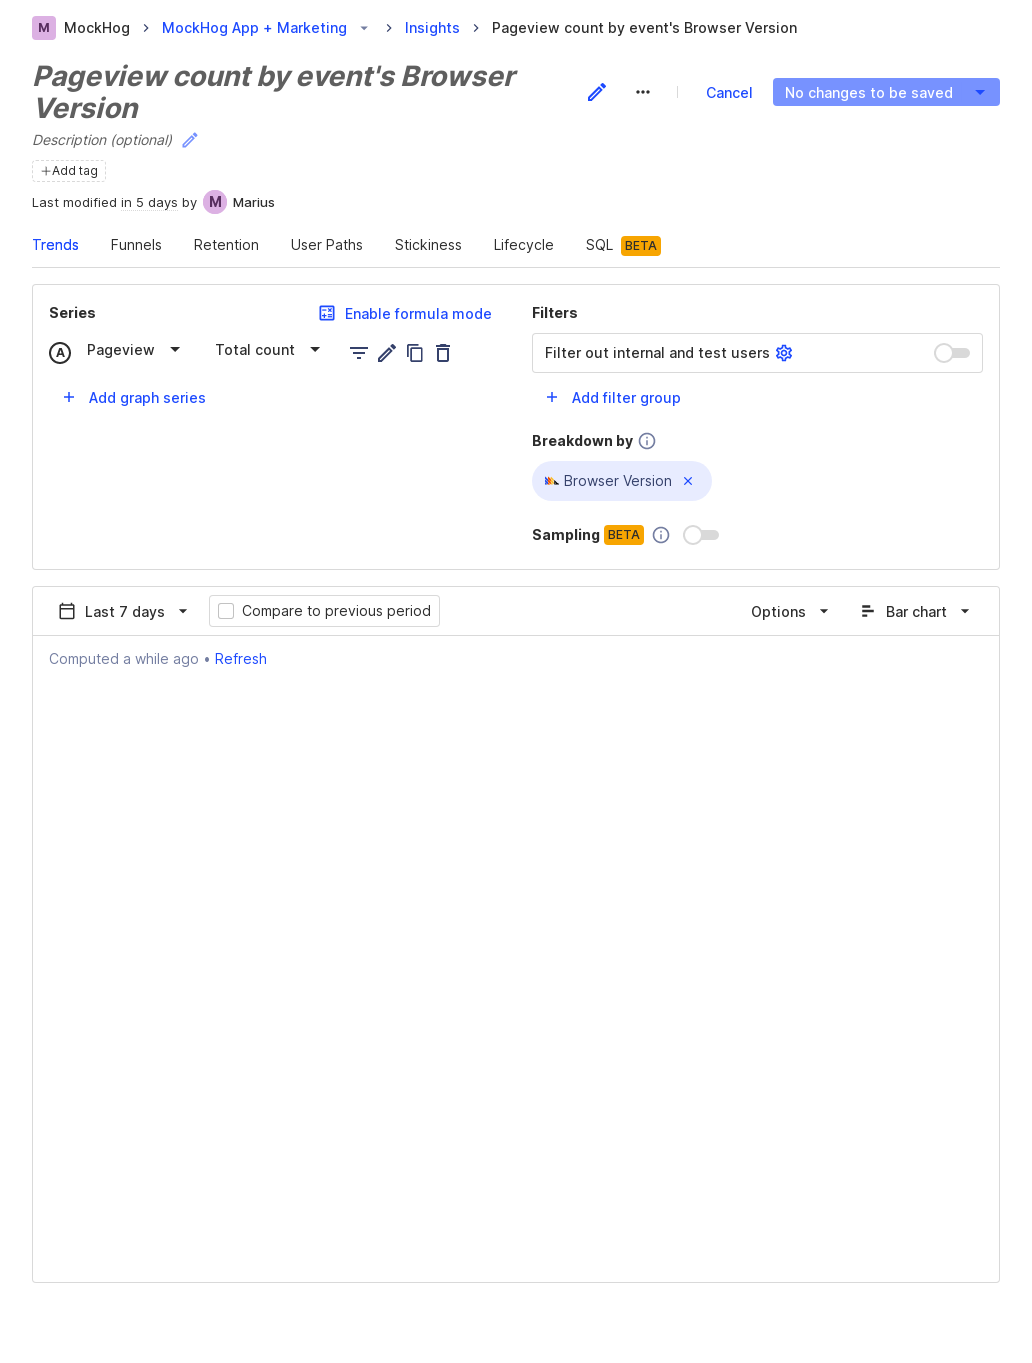 M MockHog > MockHog App + Marketing > Insights > Pageview count by event's Browser Version
Pageview count by event's Browser
Version
Description (optional)
Cancel
No changes to be saved
+Add tag
Last modified in 5 days by M Marius
Trends Funnels Retention User Paths Stickiness Lifecycle SQL BETA
Series
Enable formula mode
A Pageview Total count
+ Add graph series
Filters
Filter out internal and test users
+ Add filter group
Breakdown by
Browser Version ×
Sampling BETA
Last 7 days
Compare to previous period
Options
Bar chart
Computed a while ago • Refresh